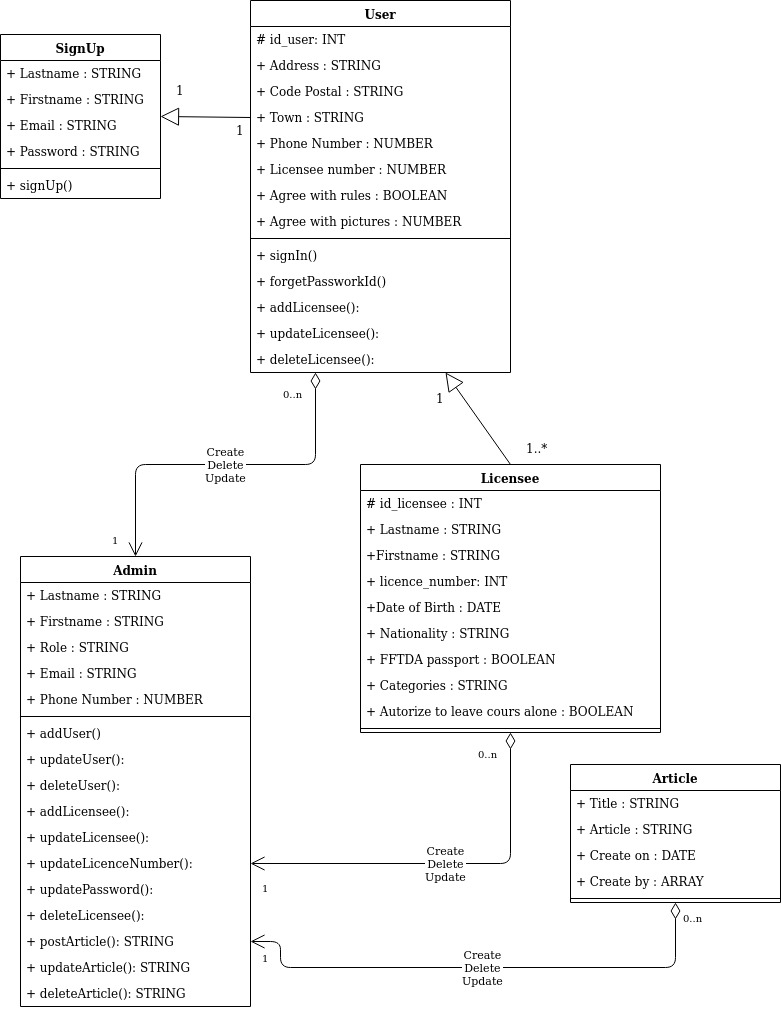 User
# id_user: INT
+ Address : STRING
+ Code Postal : STRING
+ Town : STRING
+ Phone Number : NUMBER
+ Licensee number : NUMBER
+ Agree with rules : BOOLEAN
+ Agree with pictures : NUMBER
+ signIn()
+ forgetPassworkId()
+ addLicensee():
+ updateLicensee():
+ deleteLicensee():
SignUp
+ Lastname : STRING
+ Firstname : STRING
+ Email : STRING
+ Password : STRING
+ signUp()
1
1
0..n
Create
Delete
Update
1
1
1..*
Licensee
# id_licensee : INT
+ Lastname : STRING
+Firstname : STRING
+ licence_number: INT
+Date of Birth : DATE
+ Nationality : STRING
+ FFTDA passport : BOOLEAN
+ Categories : STRING
+ Autorize to leave cours alone : BOOLEAN
Admin
+ Lastname : STRING
+ Firstname : STRING
+ Role : STRING
+ Email : STRING
+ Phone Number : NUMBER
+ addUser()
+ updateUser():
+ deleteUser():
+ addLicensee():
+ updateLicensee():
+ updateLicenceNumber():
+ updatePassword():
+ deleteLicensee():
+ postArticle(): STRING
+ updateArticle(): STRING
+ deleteArticle(): STRING
0..n
Create
Delete
Update
1
Article
+ Title : STRING
+ Article : STRING
+ Create on : DATE
+ Create by : ARRAY
0..n
1
Create
Delete
Update